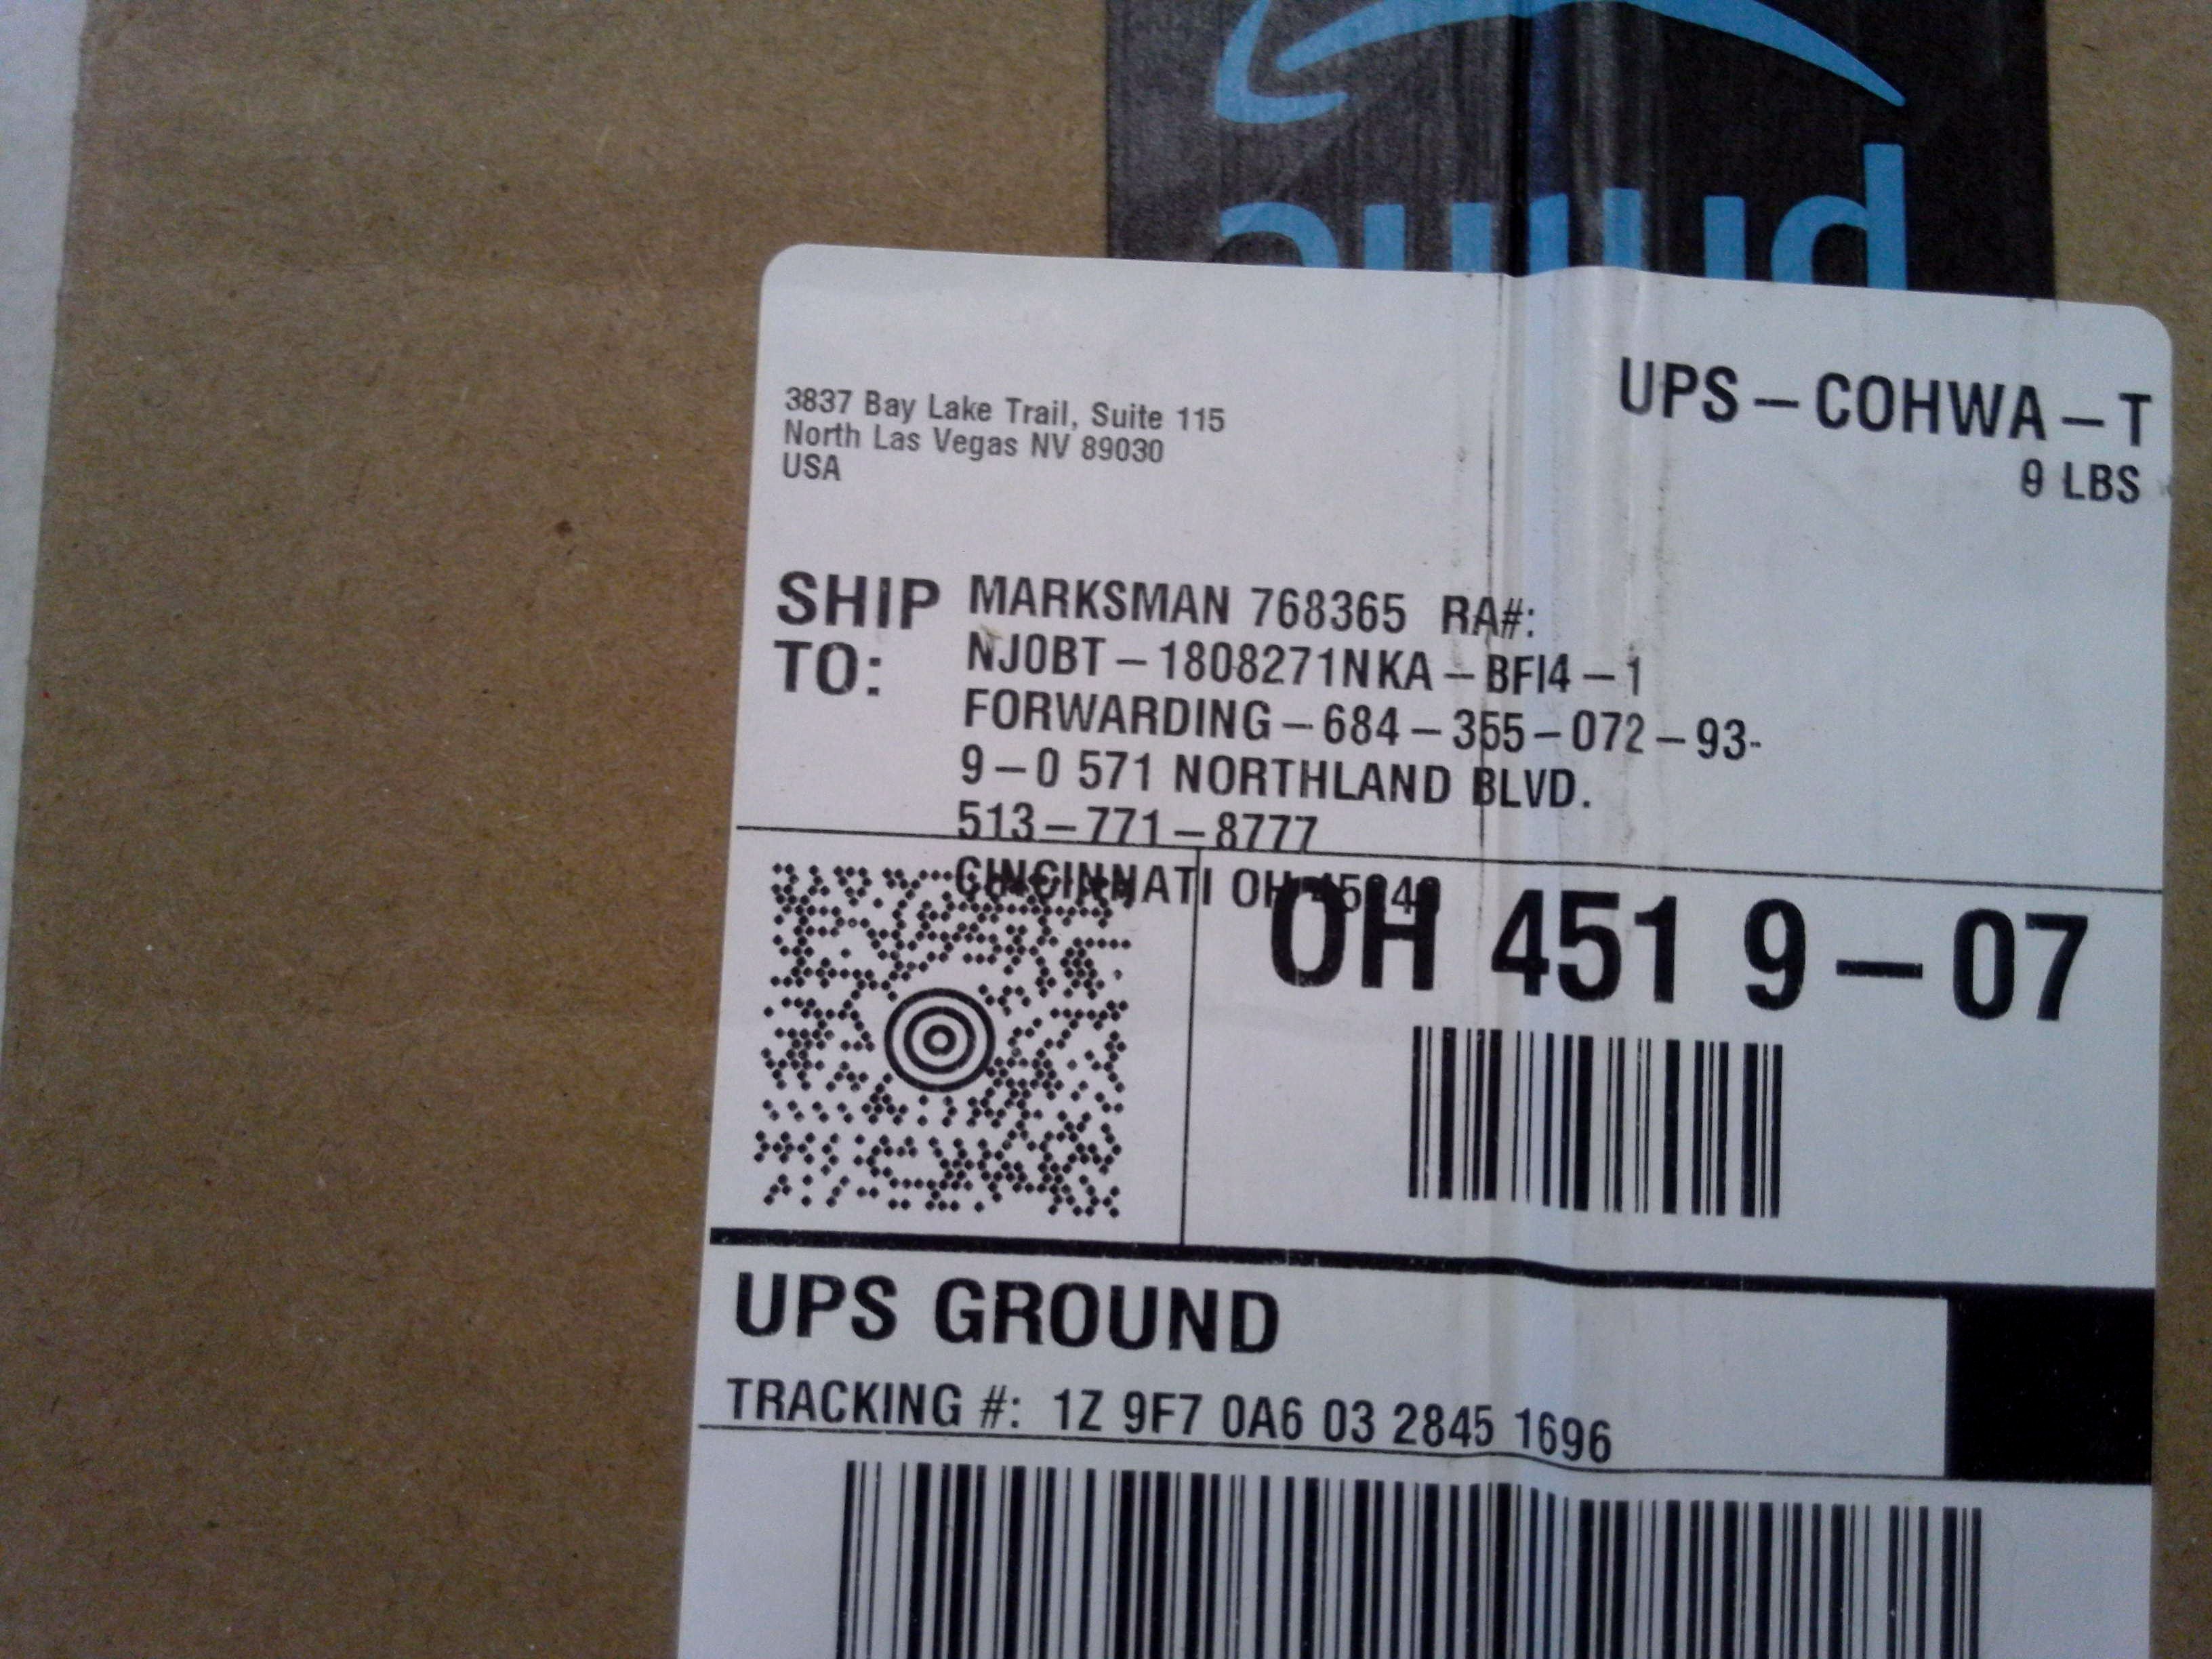 prime
3837 Bay Lake Trail, Suite 115
North Las Vegas NV 89030
USA
UPS-COHWA-T
9 LBS
SHIP TO:
MARKSMAN 768365 RA#:
NJ0BT-1808271NKA-BFI4-1
FORWARDING-684-355-072-93-
9-0 571 NORTHLAND BLVD.
513-771-8777
CINCINNATI OH
OH 451 9-07
UPS GROUND
TRACKING #: 1Z 9F7 0A6 03 2845 1696